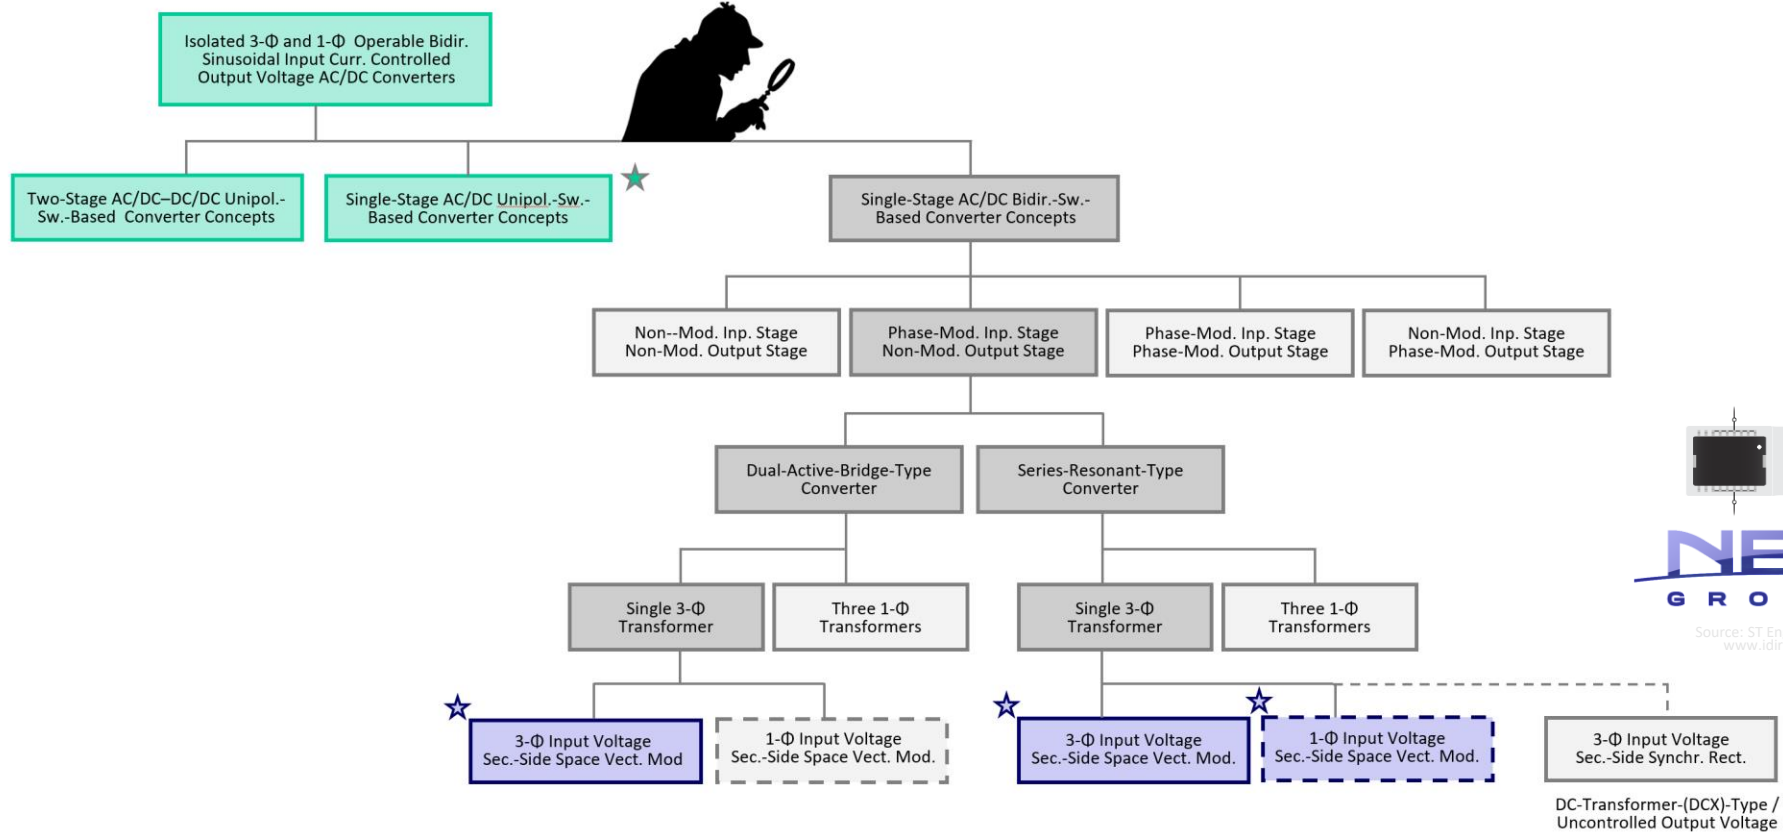 Isolated 3-Φ and 1-Φ Operable Bidir.
Sinusoidal Input Curr. Controlled
Output Voltage AC/DC Converters
Two-Stage AC/DC–DC/DC Unipol.-
Sw.-Based Converter Concepts
Single-Stage AC/DC Unipol.-Sw.-
Based Converter Concepts
Single-Stage AC/DC Bidir.-Sw.-
Based Converter Concepts
Non--Mod. Inp. Stage
Non-Mod. Output Stage
Phase-Mod. Inp. Stage
Non-Mod. Output Stage
Phase-Mod. Inp. Stage
Phase-Mod. Output Stage
Non-Mod. Inp. Stage
Phase-Mod. Output Stage
Dual-Active-Bridge-Type
Converter
Series-Resonant-Type
Converter
Single 3-Φ
Transformer
Three 1-Φ
Transformers
Single 3-Φ
Transformer
Three 1-Φ
Transformers
GRO
Source: ST
www.
3-Φ Input Voltage
Sec.-Side Space Vect. Mod
1-Φ Input Voltage
Sec.-Side Space Vect. Mod.
3-Φ Input Voltage
Sec.-Side Space Vect. Mod.
1-Φ Input Voltage
Sec.-Side Space Vect. Mod.
3-Φ Input Voltage
Sec.-Side Synchr. Rect.
DC-Transformer-(DCX)-Type /
Uncontrolled Output Voltage